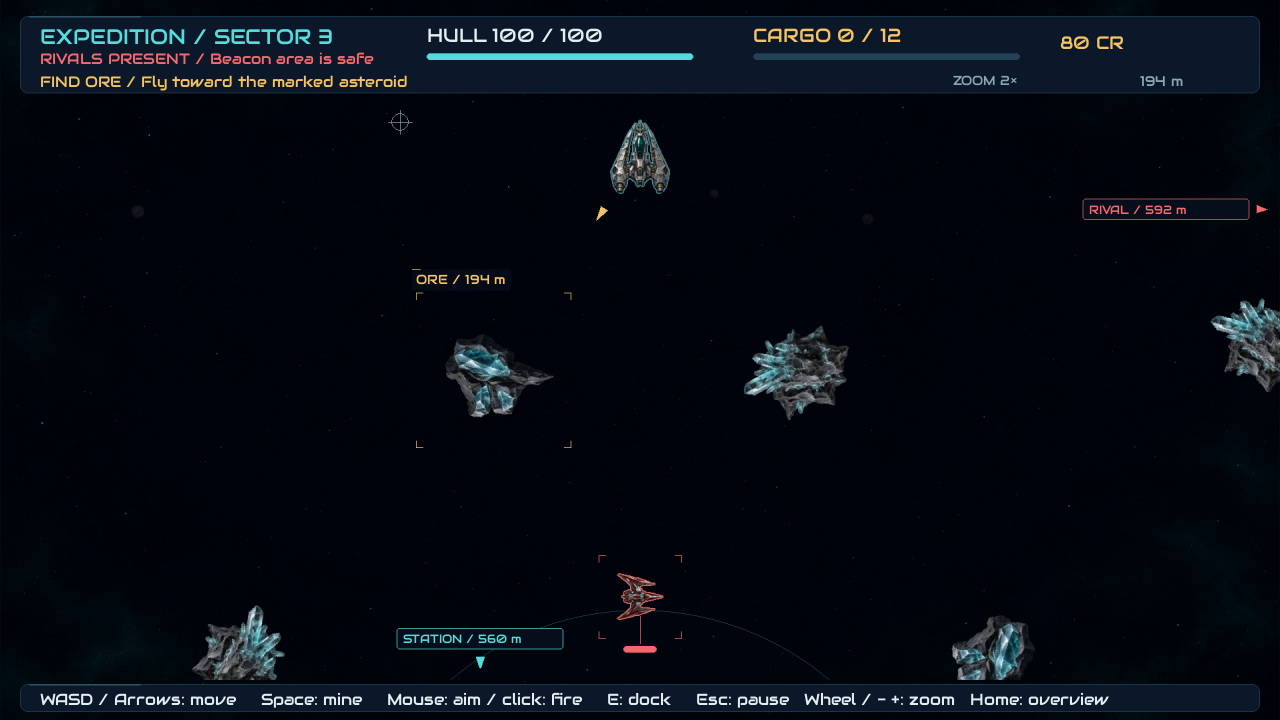 EXPEDITION / SECTOR 3
RIVALS PRESENT / Beacon area is safe
FIND ORE / Fly toward the marked asteroid
HULL 100 / 100
CARGO 0 / 12
80 CR
ZOOM 2×
194 m
RIVAL / 592 m
ORE / 194 m
STATION / 560 m
WASD / Arrows: move Space: mine Mouse: aim / click: fire E: dock Esc: pause Wheel / - +: zoom Home: overview